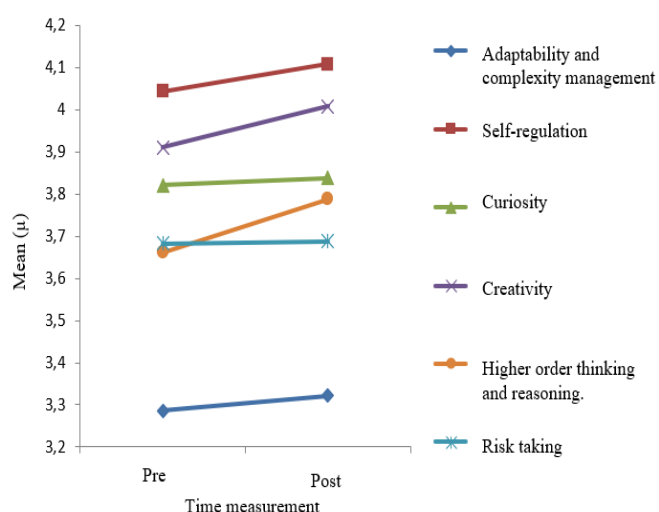 4,2
4,1
4
3,9
3,8
3,7
3,6
3,5
3,4
3,3
3,2
Mean (μ)
Pre
Post
Time measurement
Adaptability and
complexity management
Self-regulation
Curiosity
Creativity
Higher order thinking
and reasoning.
Risk taking